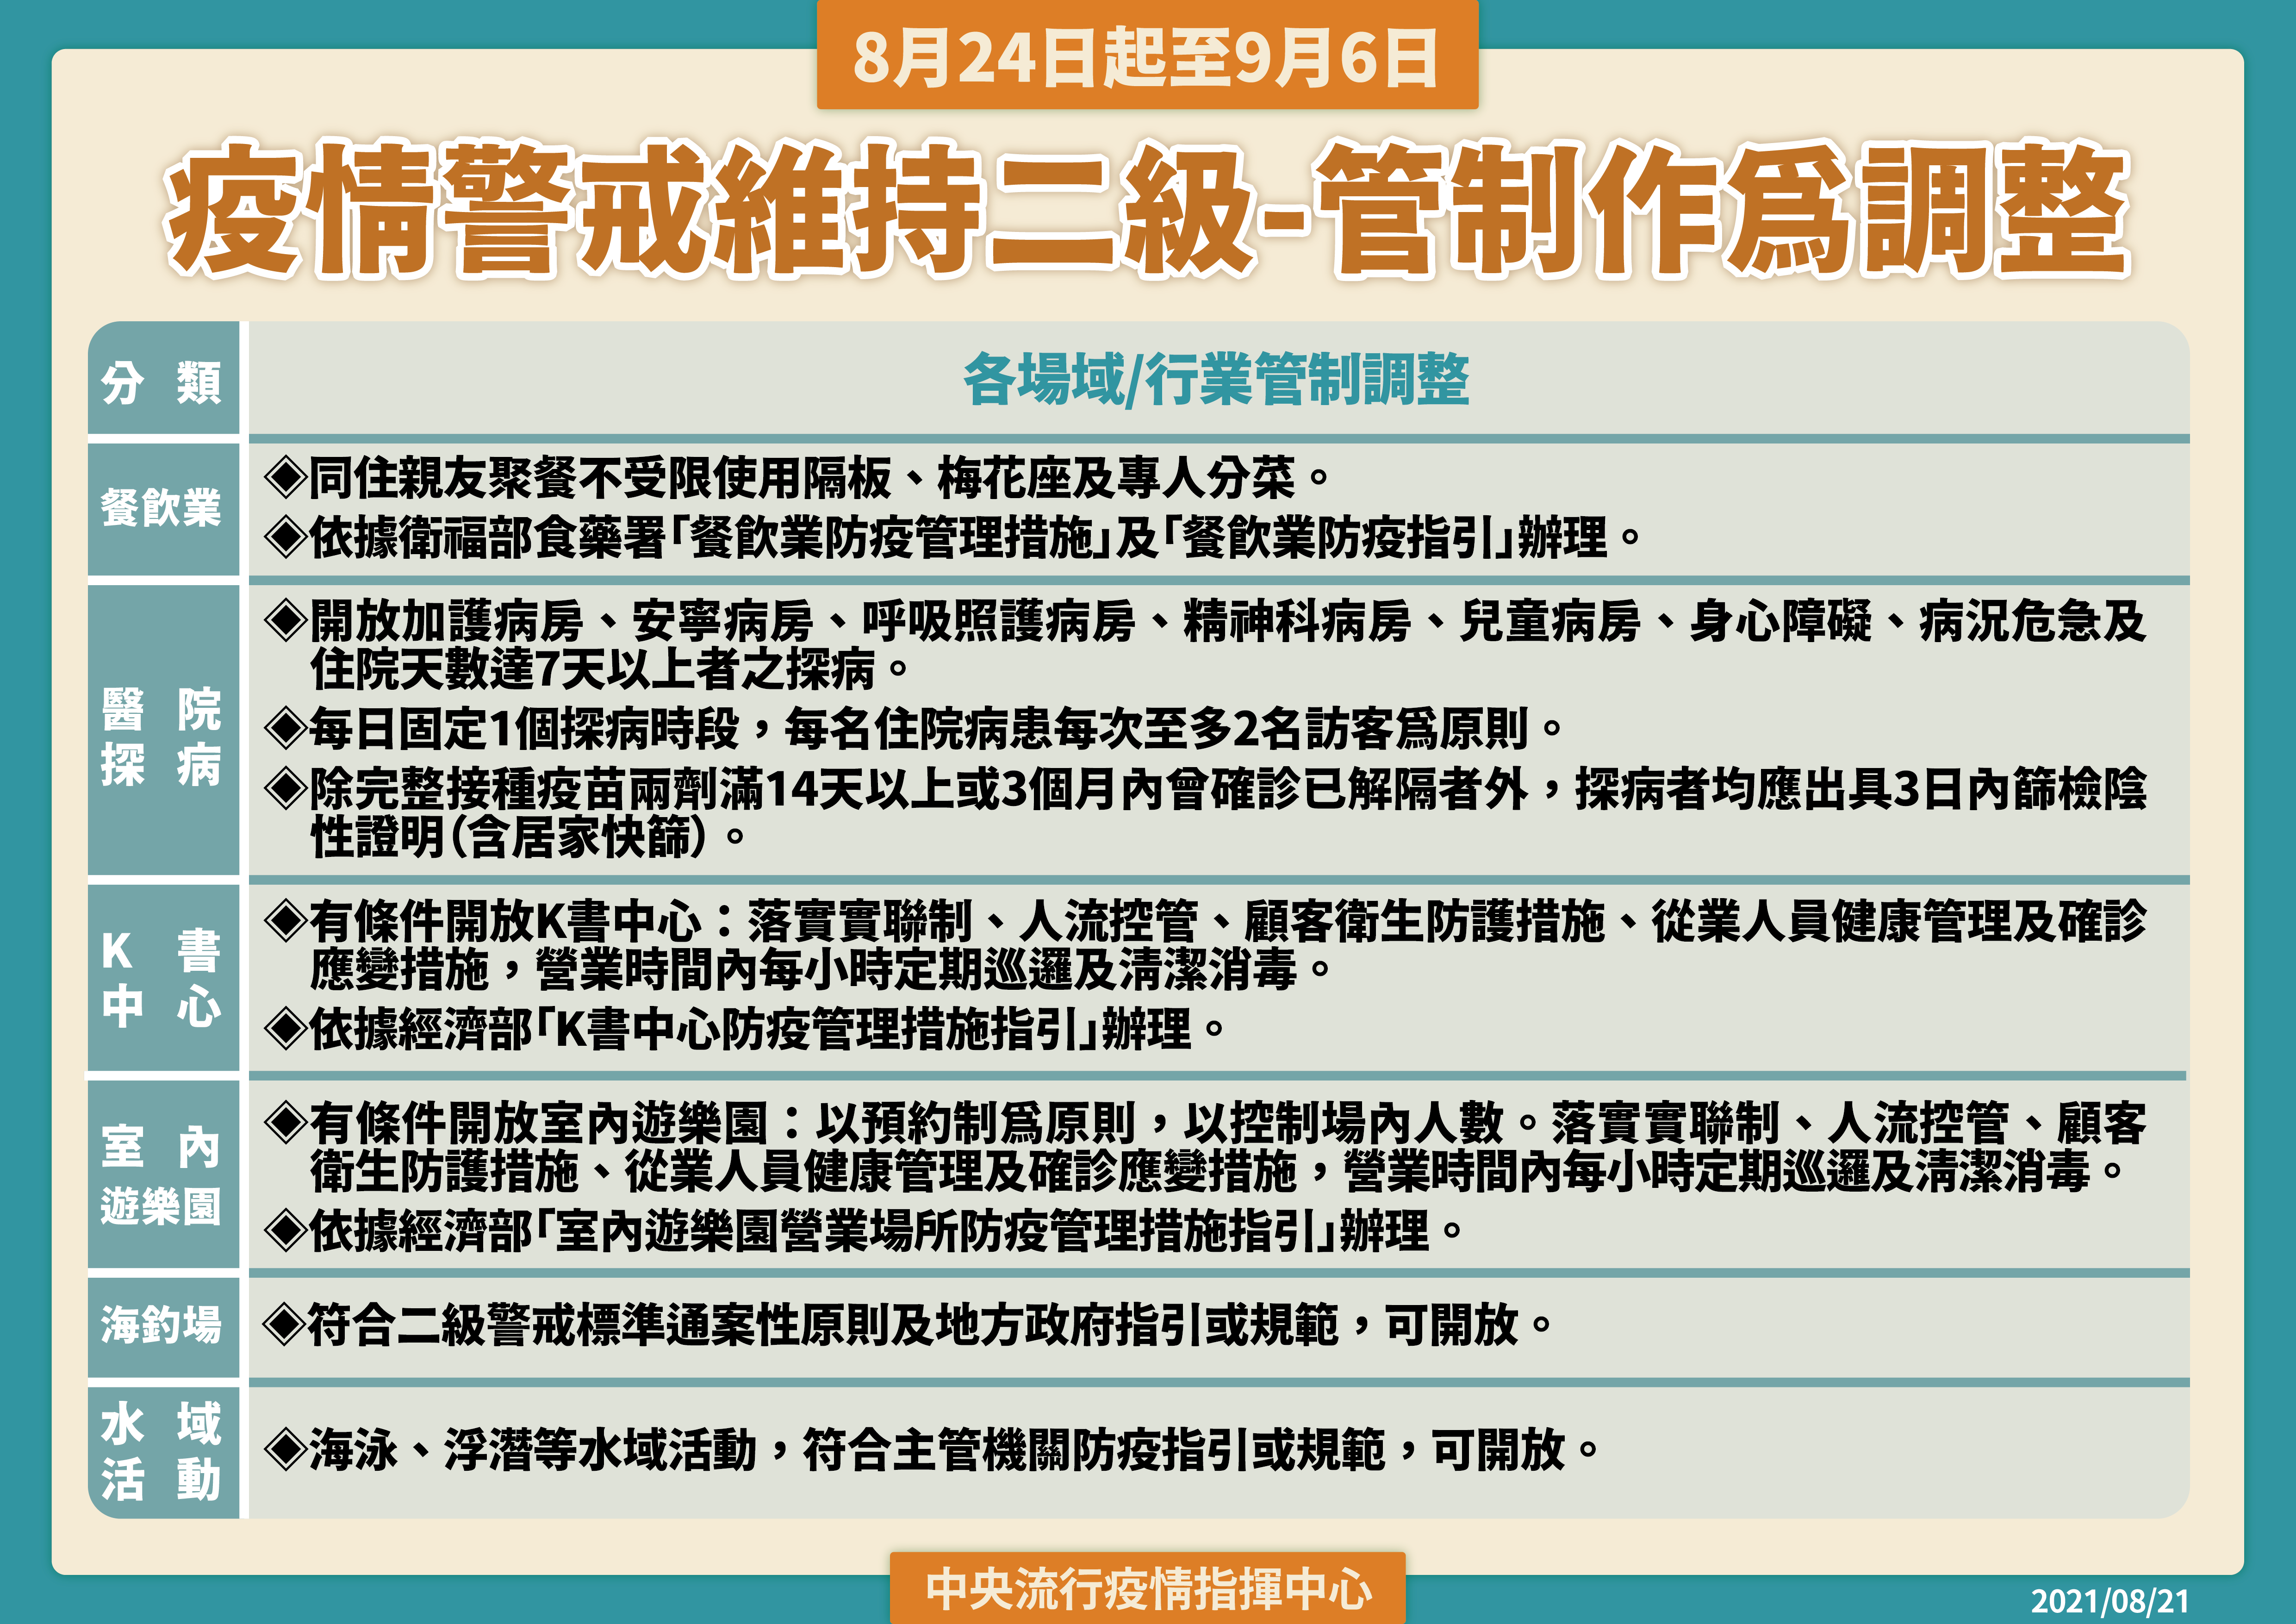 8月24日起至9月6日
疫情警戒維持二級-管制作為調整
分類
各場域/行業管制調整
餐飲業
◈同住親友聚餐不受限使用隔板、梅花座及專人分菜。
◈依據衛福部食藥署「餐飲業防疫管理措施」及「餐飲業防疫指引」辦理。
醫院
探病
◈開放加護病房、安寧病房、呼吸照護病房、精神科病房、兒童病房、身心障礙、病況危急及
住院天數達7天以上者之探病。
◈每日固定1個探病時段，每名住院病患每次至多2名訪客為原則。
◈除完整接種疫苗兩劑滿14天以上或3個月內曾確診已解隔者外，探病者均應出具3日內篩檢陰
性證明(含居家快篩)。
K書
中心
◈有條件開放K書中心：落實實聯制、人流控管、顧客衛生防護措施、從業人員健康管理及確診
應變措施，營業時間內每小時定期巡邏及清潔消毒。
◈依據經濟部「K書中心防疫管理措施指引」辦理。
室內
遊樂園
◈有條件開放室內遊樂園：以預約制為原則，以控制場內人數。落實實聯制、人流控管、顧客
衛生防護措施、從業人員健康管理及確診應變措施，營業時間內每小時定期巡邏及清潔消毒。
◈依據經濟部「室內遊樂園營業場所防疫管理措施指引」辦理。
海釣場
◈符合二級警戒標準通案性原則及地方政府指引或規範，可開放。
水域
活動
◈海泳、浮潛等水域活動，符合主管機關防疫指引或規範，可開放。
中央流行疫情指揮中心
2021/08/21